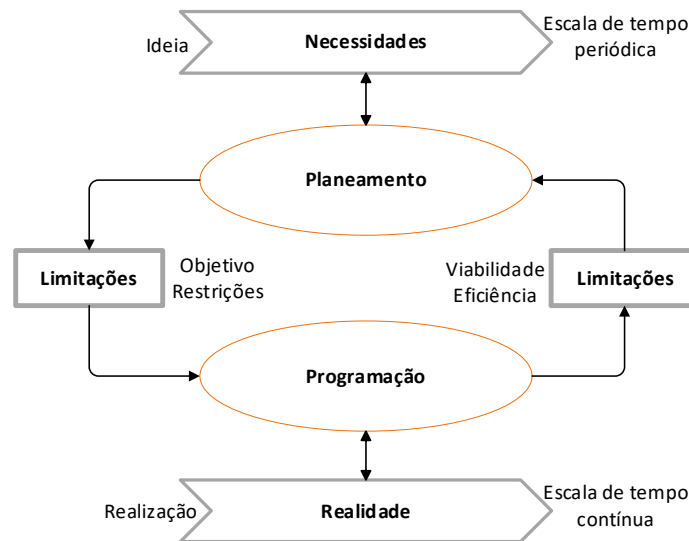 Ideia
Necessidades
Escala de tempo
periódica
Planeamento
Limitações
Objetivo
Restrições
Viabilidade
Eficiência
Limitações
Programação
Realização
Realidade
Escala de tempo
contínua